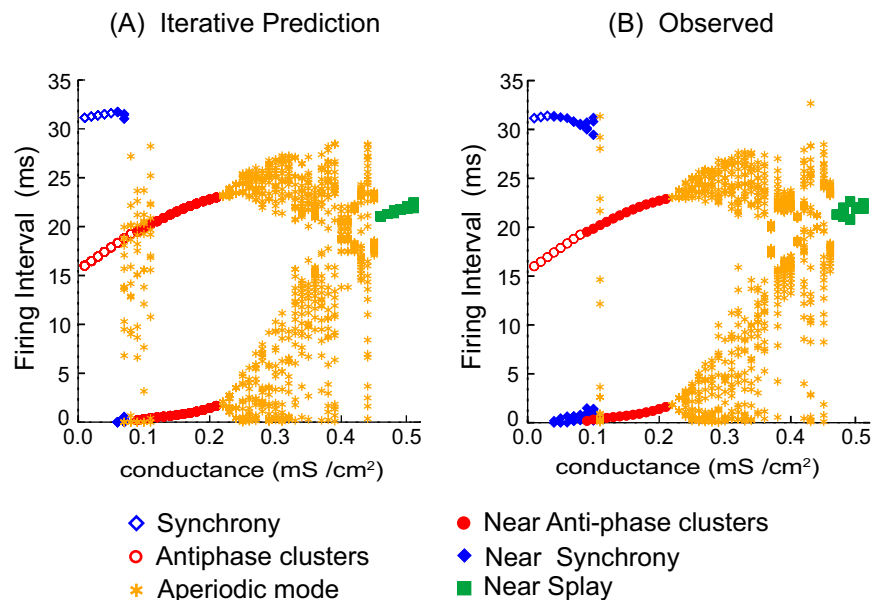 (A) Iterative Prediction
(B) Observed
Firing Interval (ms)
35
30
25
20
15
10
5
0
0.0 0.1 0.2 0.3 0.4 0.5
conductance (mS /cm²)
Firing Interval (ms)
35
30
25
20
15
10
5
0
0.0 0.1 0.2 0.3 0.4 0.5
conductance (mS /cm²)
Synchrony
Antiphase clusters
Aperiodic mode
Near Anti-phase clusters
Near Synchrony
Near Splay